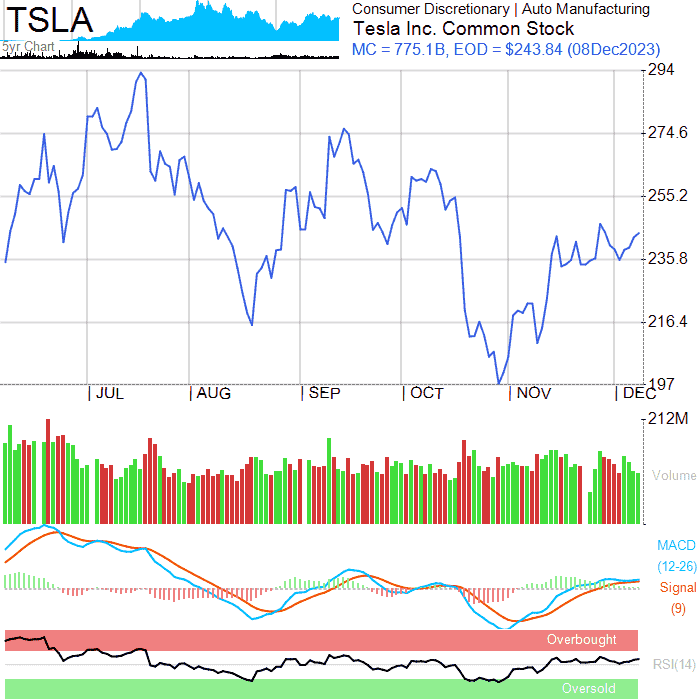 TSLA
5yr Chart
Consumer Discretionary | Auto Manufacturing
Tesla Inc. Common Stock
MC = 775.1B, EOD = $243.84 (08Dec2023)
294
274.6
255.2
235.8
216.4
197
| JUL | AUG | SEP | OCT | NOV | DEC
212M
Volume
MACD
(12-26)
Signal
(9)
Overbought
RSI(14)
Oversold